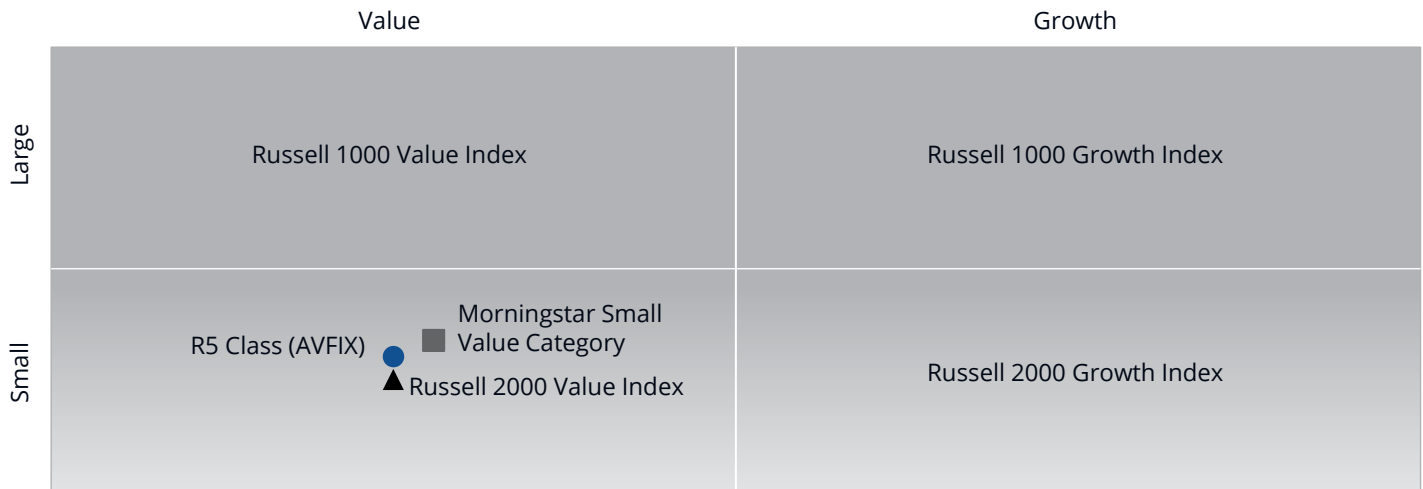 Value
Growth
Large
Russell 1000 Value Index
Russell 1000 Growth Index
Small
R5 Class (AVFIX)
Morningstar Small
Value Category
Russell 2000 Value Index
Russell 2000 Growth Index